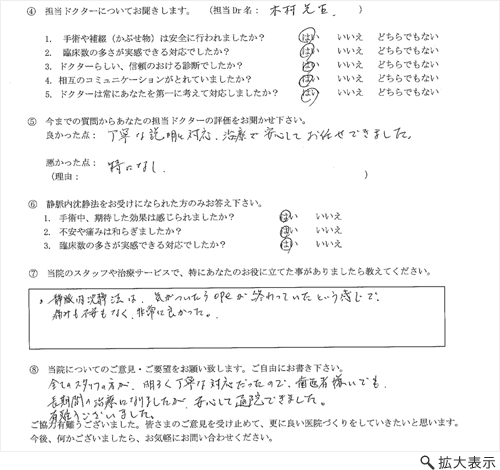 ④ 担当ドクターについてお聞きします。 (担当Dr名： 木村先生 )
1. 手術や補綴（かぶせ物）は安全に行われましたか？ はい いいえ どちらでもない
2. 臨床数の多さが実感できる対応でしたか？ はい いいえ どちらでもない
3. ドクターらしい、信頼のおける診断でしたか？ はい いいえ どちらでもない
4. 相互のコミュニケーションがとれていましたか？ はい いいえ どちらでもない
5. ドクターは常にあなたを第一に考えて対応しましたか？ はい いいえ どちらでもない
⑤ 今までの質問からあなたの担当ドクターの評価をお聞かせ下さい。
良かった点： 丁寧な説明と対応、治療で安心してお任せできました。
悪かった点： 特になし.
(理由： )
⑥ 静脈内沈静法をお受けになられた方のみお答え下さい。
1. 手術中、期待した効果は感じられましたか？ はい いいえ
2. 不安や痛みは和らぎましたか？ はい いいえ
3. 臨床数の多さが実感できる対応でしたか？ はい いいえ
⑦ 当院のスタッフや治療サービスで、特にあなたのお役に立てた事がありましたら教えてください。
静脈内沈静法は、気がついたらopeが終わっていたという感じで、
痛みも不安もなく、非常に良かった。
⑧ 当院についてのご意見・ご要望をお願い致します。ご自由にお書き下さい。
全てのスタッフの方が、明るく丁寧な対応だったので、歯医者嫌いでも、
長期間の治療になりましたが、安心して通院できました。
有難うございました。
ご協力有難うございました。皆さまのご意見を受け止めて、更に良い医院づくりをしていきたいと思います。
今後、何かございましたら、お気軽にお問い合わせください。
拡大表示